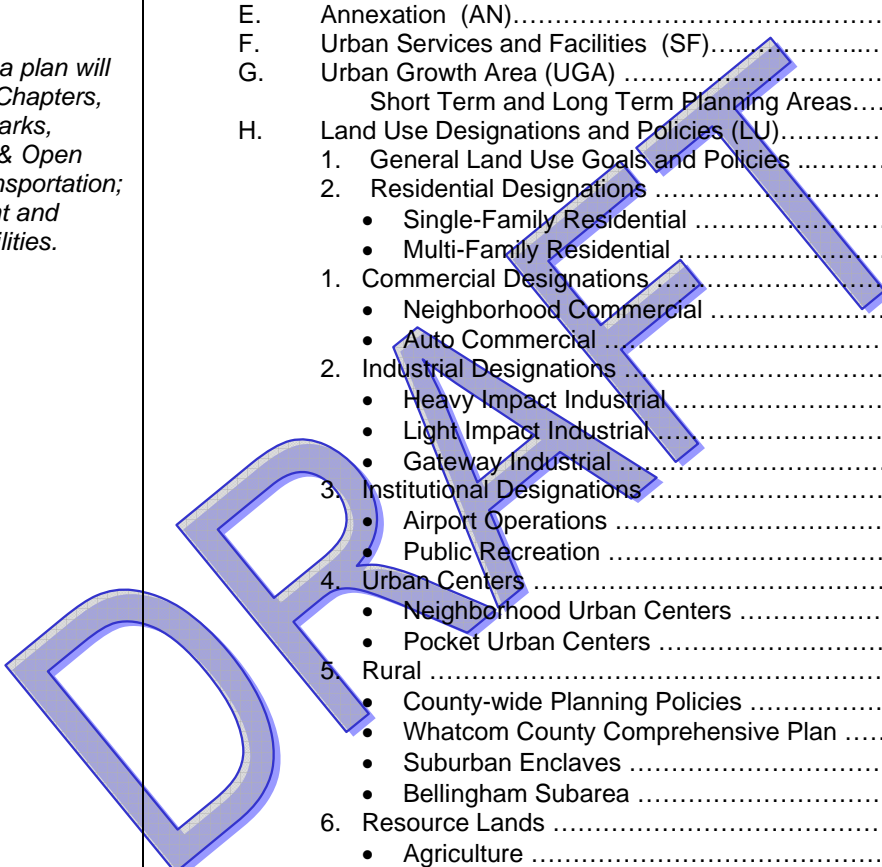 a plan will
Chapters,
arks,
& Open
nsportation;
nt and
ilities.
E. Annexation (AN)……………………………......……
F. Urban Services and Facilities (SF)…..……………...…
G. Urban Growth Area (UGA) ……………………………
Short Term and Long Term Planning Areas….
H. Land Use Designations and Policies (LU)……………
1. General Land Use Goals and Policies ...………
2. Residential Designations ………………………
• Single-Family Residential …………………
• Multi-Family Residential ……………………
1. Commercial Designations………………………
• Neighborhood Commercial …………………
• Auto Commercial ……………………………
2. Industrial Designations …………………………
• Heavy Impact Industrial ……………………
• Light Impact Industrial………………………
• Gateway Industrial …………………………
3. Institutional Designations………………………
• Airport Operations …………………………
• Public Recreation …………………………
4. Urban Centers …………………………………
• Neighborhood Urban Centers ………………
• Pocket Urban Centers ………………………
5. Rural ……………………………………………
• County-wide Planning Policies ……………
• Whatcom County Comprehensive Plan ……
• Suburban Enclaves …………………………
• Bellingham Subarea ………………………
6. Resource Lands …………………………………
• Agriculture …………………………………
DRAFT